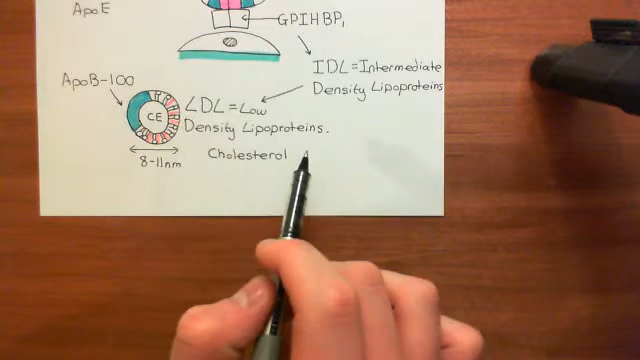 ApoE
GPIHBP1
IDL = Intermediate
Density Lipoproteins
ApoB-100
CE
LDL = Low
Density Lipoproteins.
8-11nm
Cholesterol